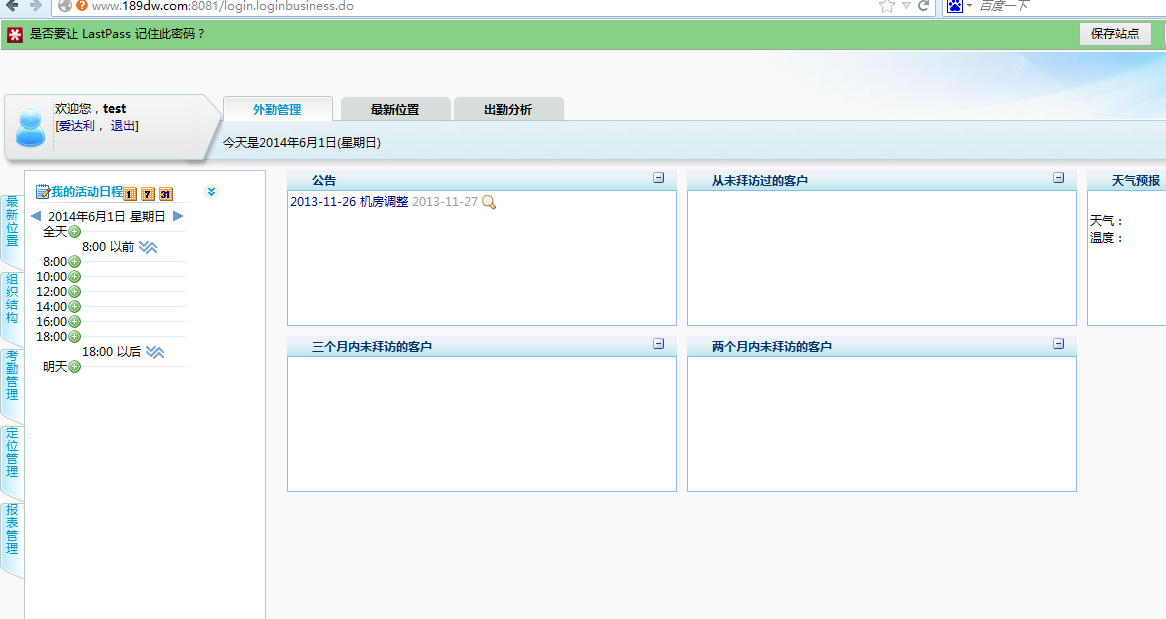 www.189dw.com:8081/login.loginbusiness.do
百度一下
是否要让 LastPass 记住此密码？
保存站点
欢迎您，test
[爱达利， 退出]
外勤管理
最新位置
出勤分析
今天是2014年6月1日(星期日)
最新位置
组织结构
考勤管理
定位管理
报表管理
我的活动日程
1
7
31
2014年6月1日 星期日
全天
8:00 以前
8:00
10:00
12:00
14:00
16:00
18:00
18:00 以后
明天
公告
2013-11-26 机房调整 2013-11-27
从未拜访过的客户
天气预报
天气：
温度：
三个月内未拜访的客户
两个月内未拜访的客户